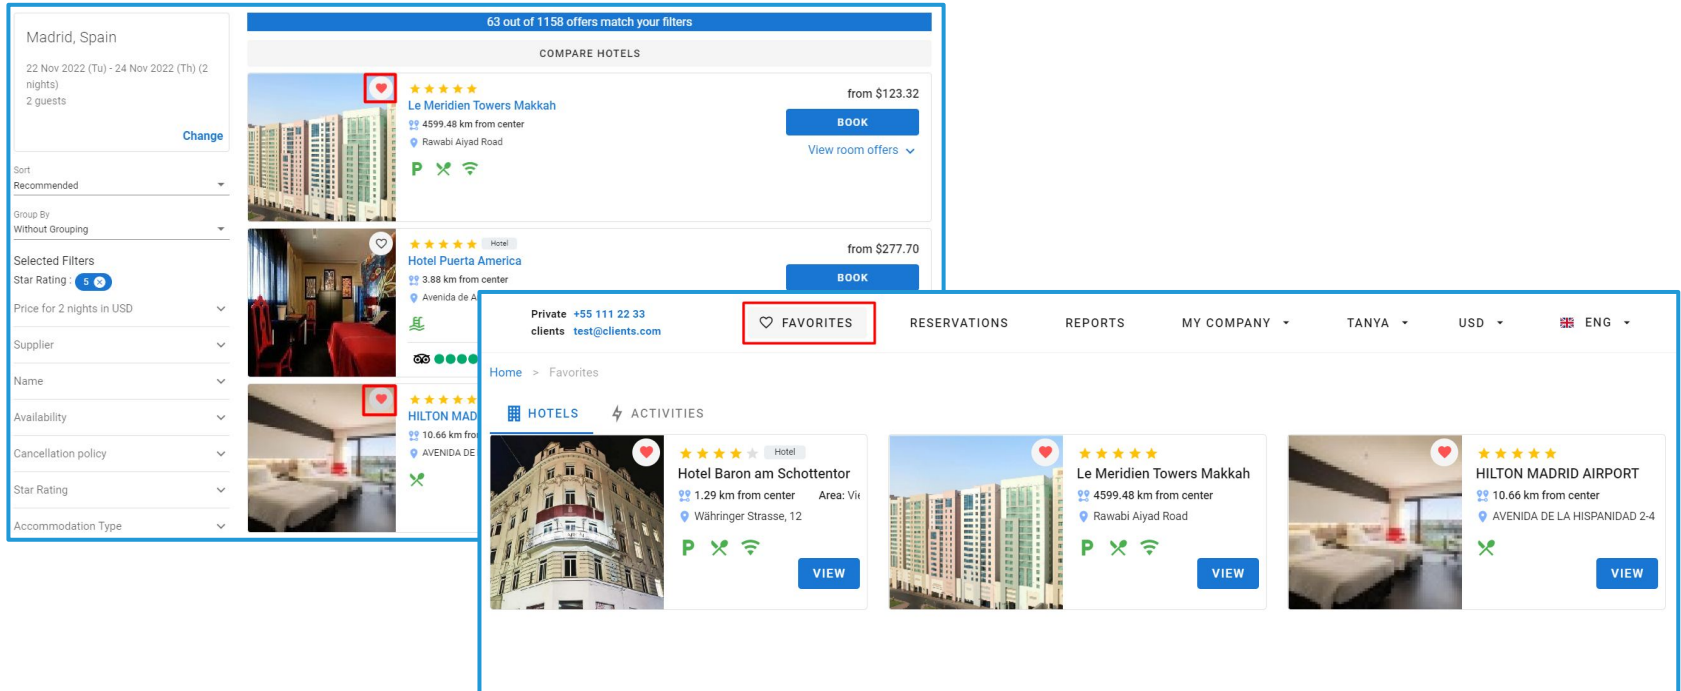 Madrid, Spain
22 Nov 2022 (Tu) - 24 Nov 2022 (Th) (2
nights)
2 guests
Change
Sort
Recommended
Group By
Without Grouping
Selected Filters
Star Rating : 5
Price for 2 nights in USD
Supplier
Name
Availability
Cancellation policy
Star Rating
Accommodation Type
63 out of 1158 offers match your filters
COMPARE HOTELS
Le Meridien Towers Makkah
4599.48 km from center
Rawabi Aiyad Road
P
from $123.32
BOOK
View room offers
Hotel
Hotel Puerta America
3.88 km from center
Avenida de A
from $277.70
BOOK
HILTON MAD
10.66 km from
AVENIDA DE
Private +55 111 22 33
clients test@clients.com
FAVORITES
RESERVATIONS
REPORTS
MY COMPANY
TANYA
USD
ENG
Home > Favorites
HOTELS
ACTIVITIES
Hotel
Hotel Baron am Schottentor
1.29 km from center Area: Vie
Währinger Strasse, 12
P
VIEW
Le Meridien Towers Makkah
4599.48 km from center
Rawabi Aiyad Road
P
VIEW
HILTON MADRID AIRPORT
10.66 km from center
AVENIDA DE LA HISPANIDAD 2-4
VIEW